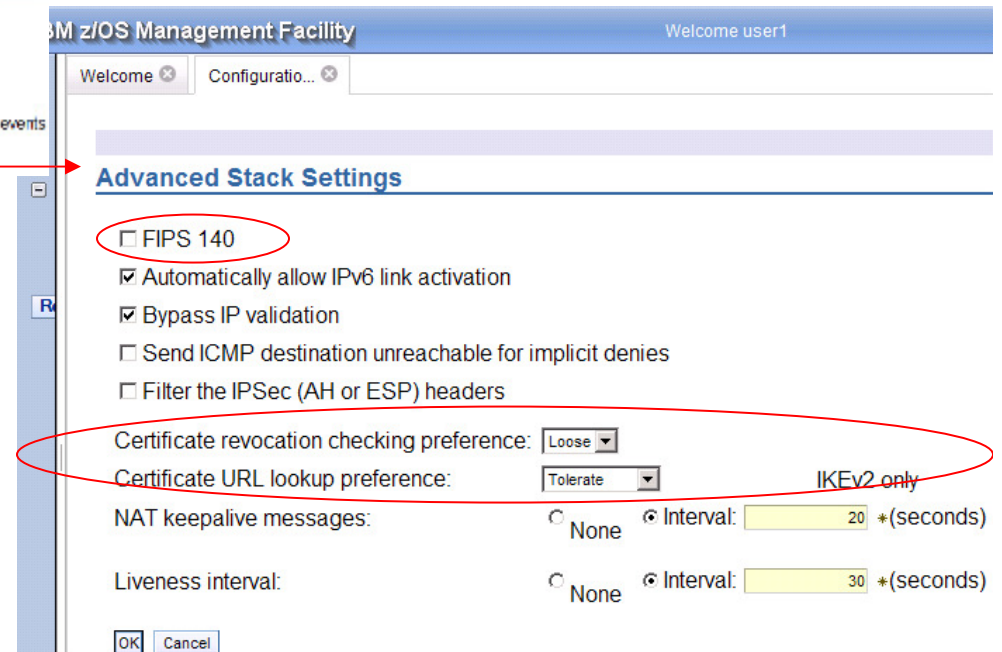 BM z/OS Management Facility Welcome user1
Welcome Configuratio...
events
Advanced Stack Settings
FIPS 140
Automatically allow IPv6 link activation
Bypass IP validation
Send ICMP destination unreachable for implicit denies
Filter the IPSec (AH or ESP) headers
Certificate revocation checking preference: Loose
Certificate URL lookup preference: Tolerate IKEv2 only
NAT keepalive messages: None Interval: 20 *(seconds)
Liveness interval: None Interval: 30 *(seconds)
OK Cancel